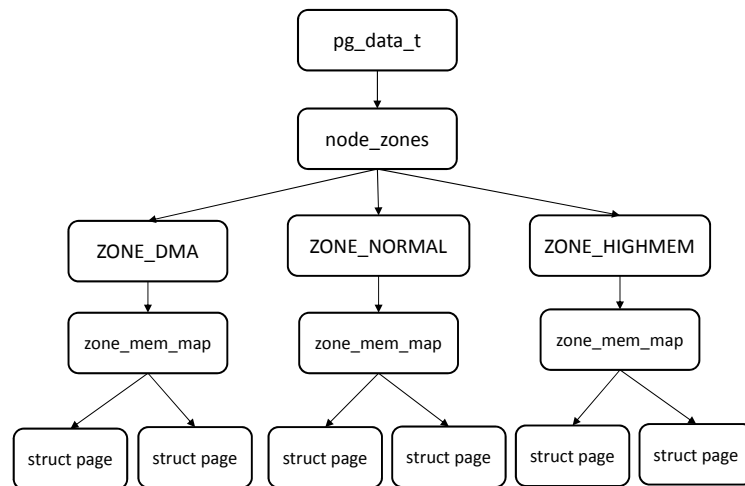 pg_data_t
node_zones
ZONE_DMA
ZONE_NORMAL
ZONE_HIGHMEM
zone_mem_map
zone_mem_map
zone_mem_map
struct page
struct page
struct page
struct page
struct page
struct page